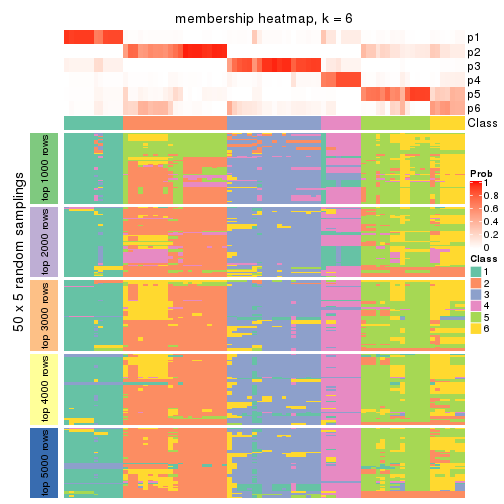 membership heatmap, k = 6
p1
p2
p3
p4
p5
p6
Class
50 x 5 random samplings
top 1000 rows
top 2000 rows
top 3000 rows
top 4000 rows
top 5000 rows
Prob
1
0.8
0.6
0.4
0.2
0
Class
1
2
3
4
5
6